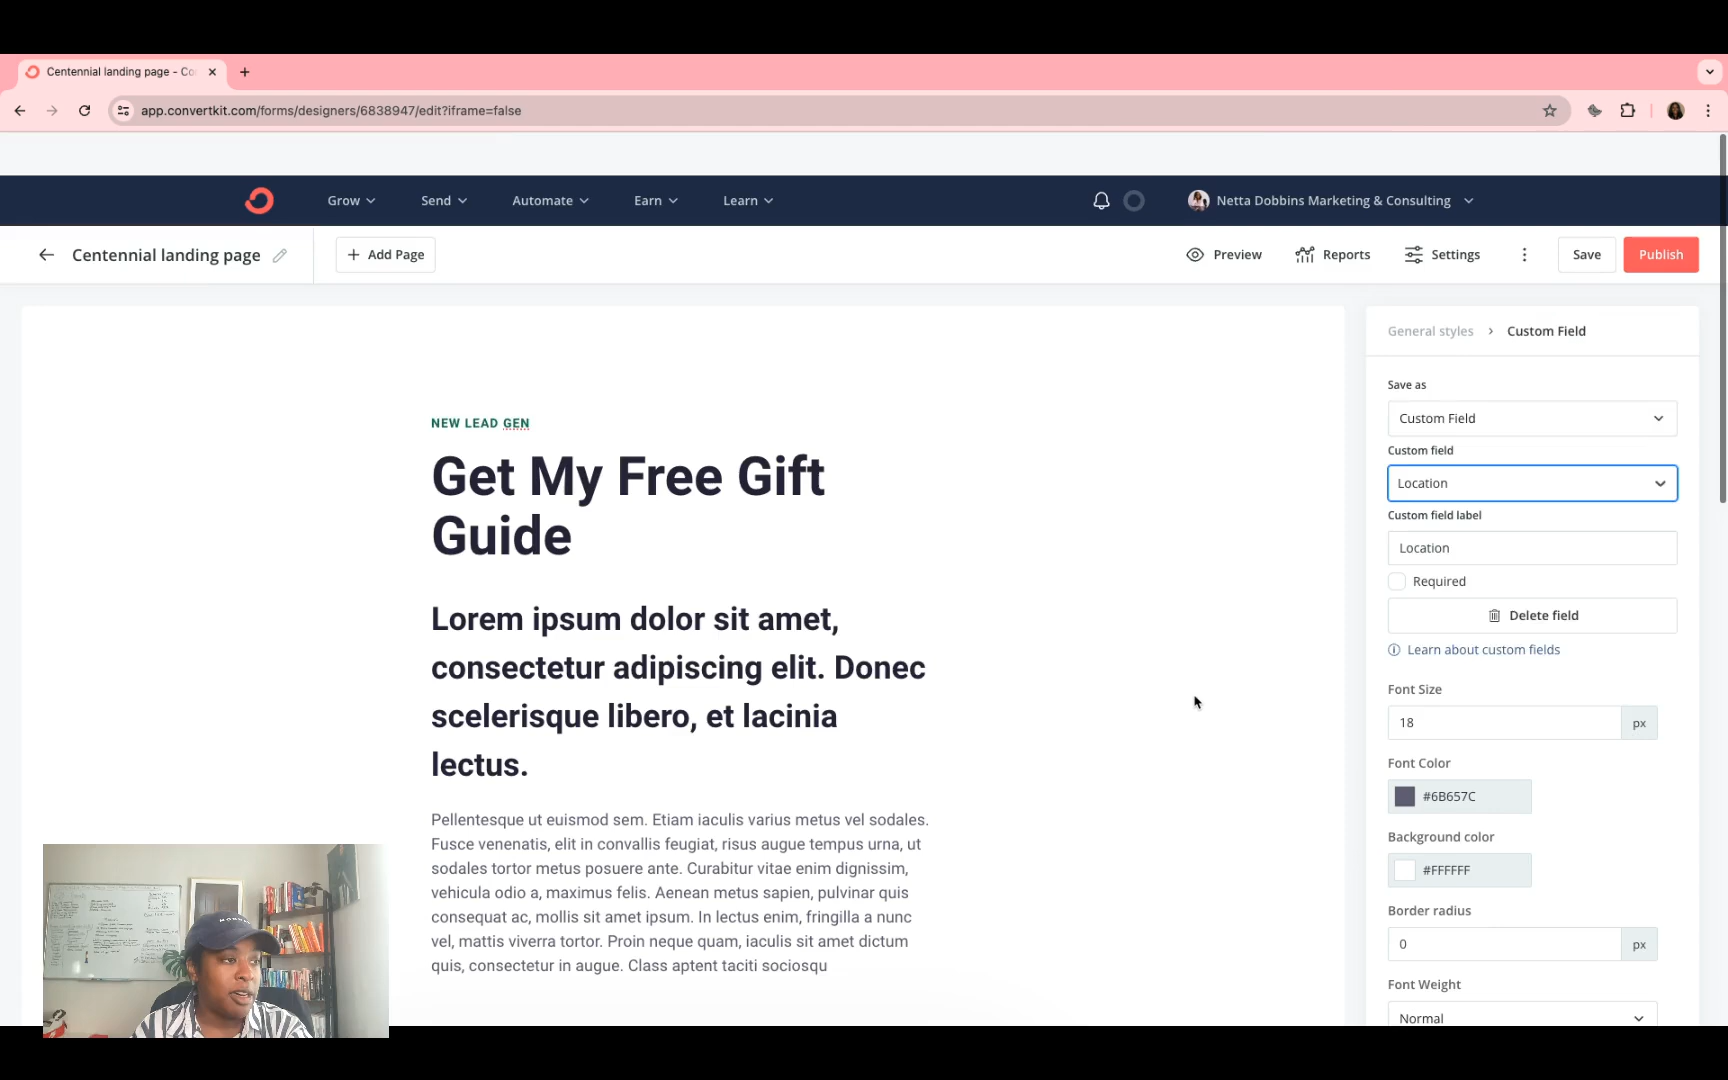 Centennial landing page - Co
app.convertkit.com/forms/designers/6838947/edit?iframe=false
Grow
Send
Automate
Earn
Learn
Netta Dobbins Marketing & Consulting
Centennial landing page
Add Page
Preview
Reports
Settings
Save
Publish
NEW LEAD GEN
Get My Free Gift
Guide
Lorem ipsum dolor sit amet,
consectetur adipiscing elit. Donec
scelerisque libero, et lacinia
lectus.
Pellentesque ut euismod sem. Etiam iaculis varius metus vel sodales.
Fusce venenatis, elit in convallis feugiat, risus augue tempus urna, ut
sodales tortor metus posuere ante. Curabitur vitae enim dignissim,
vehicula odio a, maximus felis. Aenean metus sapien, pulvinar quis
consequat ac, mollis sit amet ipsum. In lectus enim, fringilla a nunc
vel, mattis viverra tortor. Proin neque quam, iaculis sit amet dictum
quis, consectetur in augue. Class aptent taciti sociosqu
General styles
Custom Field
Save as
Custom Field
Custom field
Location
Custom field label
Location
Required
Delete field
Learn about custom fields
Font Size
18
px
Font Color
#6B657C
Background color
#FFFFFF
Border radius
0
px
Font Weight
Normal